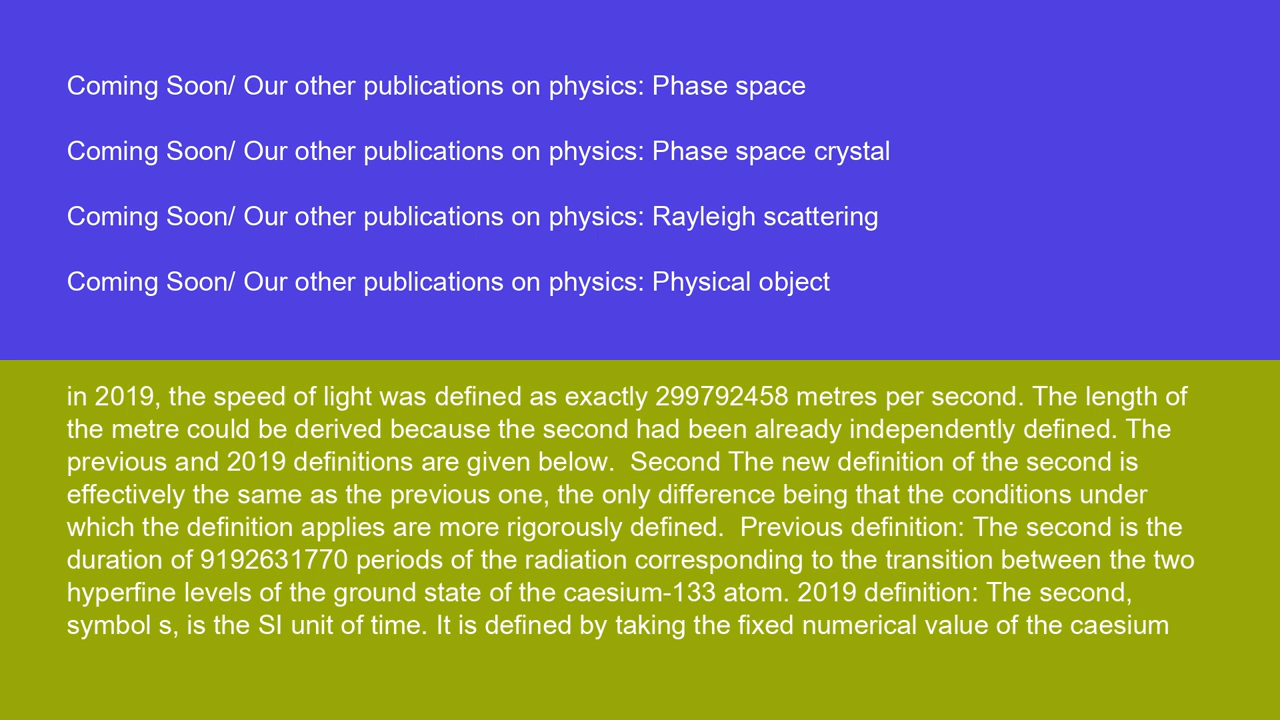 Coming Soon/ Our other publications on physics: Phase space
Coming Soon/ Our other publications on physics: Phase space crystal
Coming Soon/ Our other publications on physics: Rayleigh scattering
Coming Soon/ Our other publications on physics: Physical object
in 2019, the speed of light was defined as exactly 299792458 metres per second. The length of
the metre could be derived because the second had been already independently defined. The
previous and 2019 definitions are given below.  Second The new definition of the second is
effectively the same as the previous one, the only difference being that the conditions under
which the definition applies are more rigorously defined.  Previous definition: The second is the
duration of 9192631770 periods of the radiation corresponding to the transition between the two
hyperfine levels of the ground state of the caesium-133 atom. 2019 definition: The second,
symbol s, is the SI unit of time. It is defined by taking the fixed numerical value of the caesium